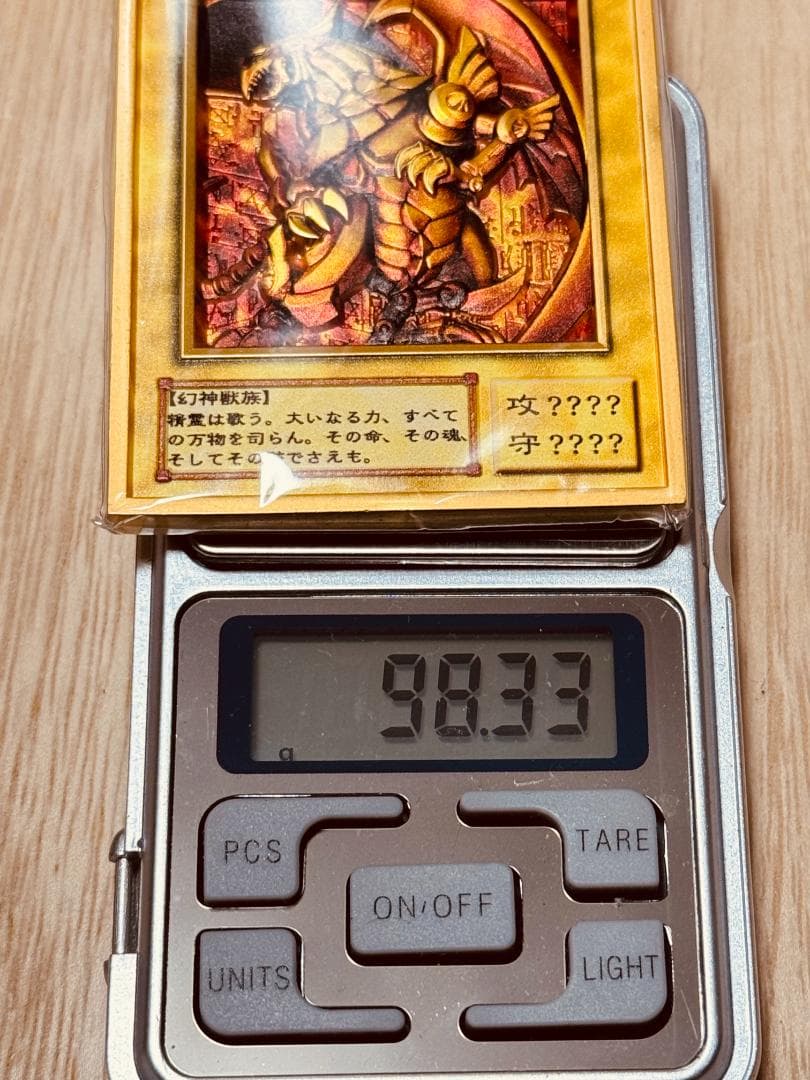 【幻神獣族】
精霊は歌う。大いなる力、すべて
の万物を司らん。その命、その魂、
そしてその でさえも。
攻????
守????
98.33
g
PCS
TARE
ON/OFF
UNITS
LIGHT